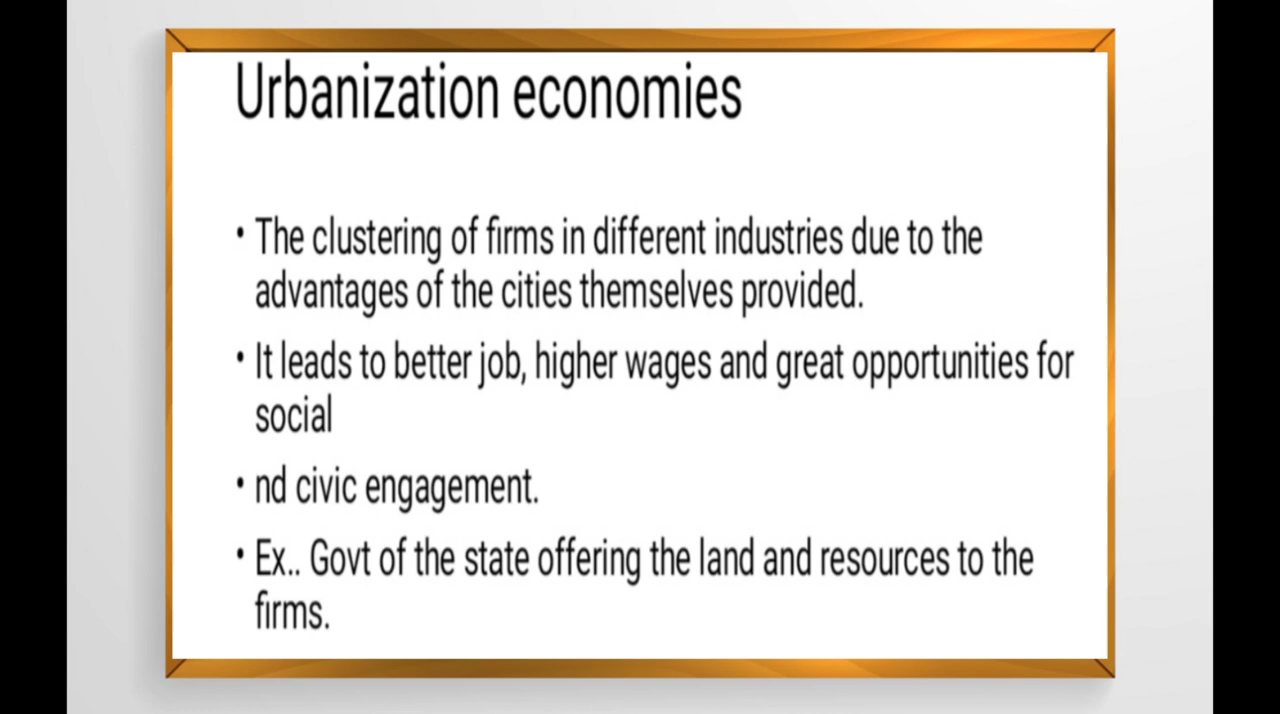 Urbanization economies
• The clustering of firms in different industries due to the
advantages of the cities themselves provided.
• It leads to better job, higher wages and great opportunities for
social
• nd civic engagement.
• Ex.. Govt of the state offering the land and resources to the
firms.